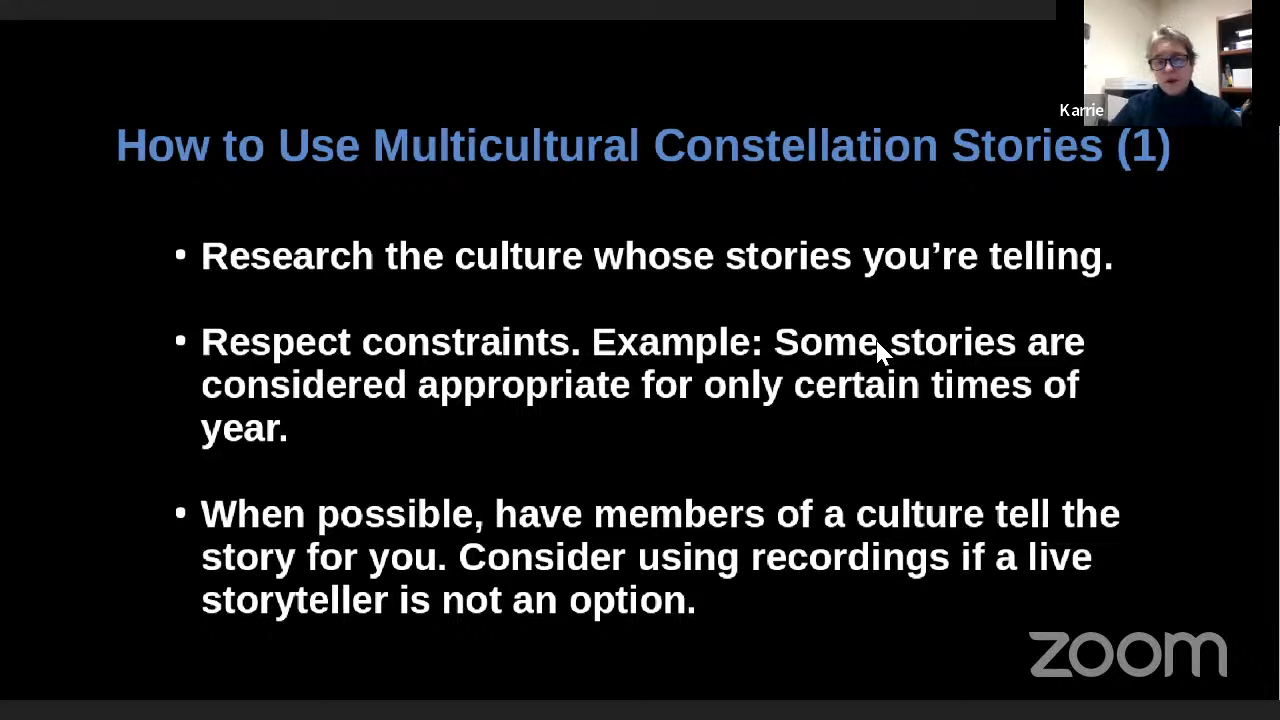 Karrie
How to Use Multicultural Constellation Stories (1)
• Research the culture whose stories you’re telling.
• Respect constraints. Example: Some stories are
considered appropriate for only certain times of
year.
• When possible, have members of a culture tell the
story for you. Consider using recordings if a live
storyteller is not an option.
zoom